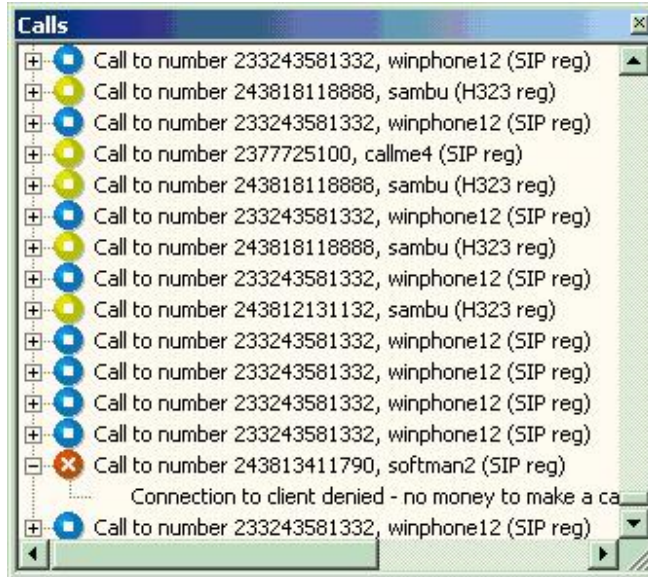 Calls
Call to number 233243581332, winphone12 (SIP reg)
Call to number 243818118888, sambu (H323 reg)
Call to number 233243581332, winphone12 (SIP reg)
Call to number 2377725100, callme4 (SIP reg)
Call to number 243818118888, sambu (H323 reg)
Call to number 233243581332, winphone12 (SIP reg)
Call to number 243818118888, sambu (H323 reg)
Call to number 233243581332, winphone12 (SIP reg)
Call to number 243812131132, sambu (H323 reg)
Call to number 233243581332, winphone12 (SIP reg)
Call to number 233243581332, winphone12 (SIP reg)
Call to number 233243581332, winphone12 (SIP reg)
Call to number 233243581332, winphone12 (SIP reg)
Call to number 243813411790, softman2 (SIP reg)
Connection to client denied - no money to make a ca
Call to number 233243581332, winphone12 (SIP reg)